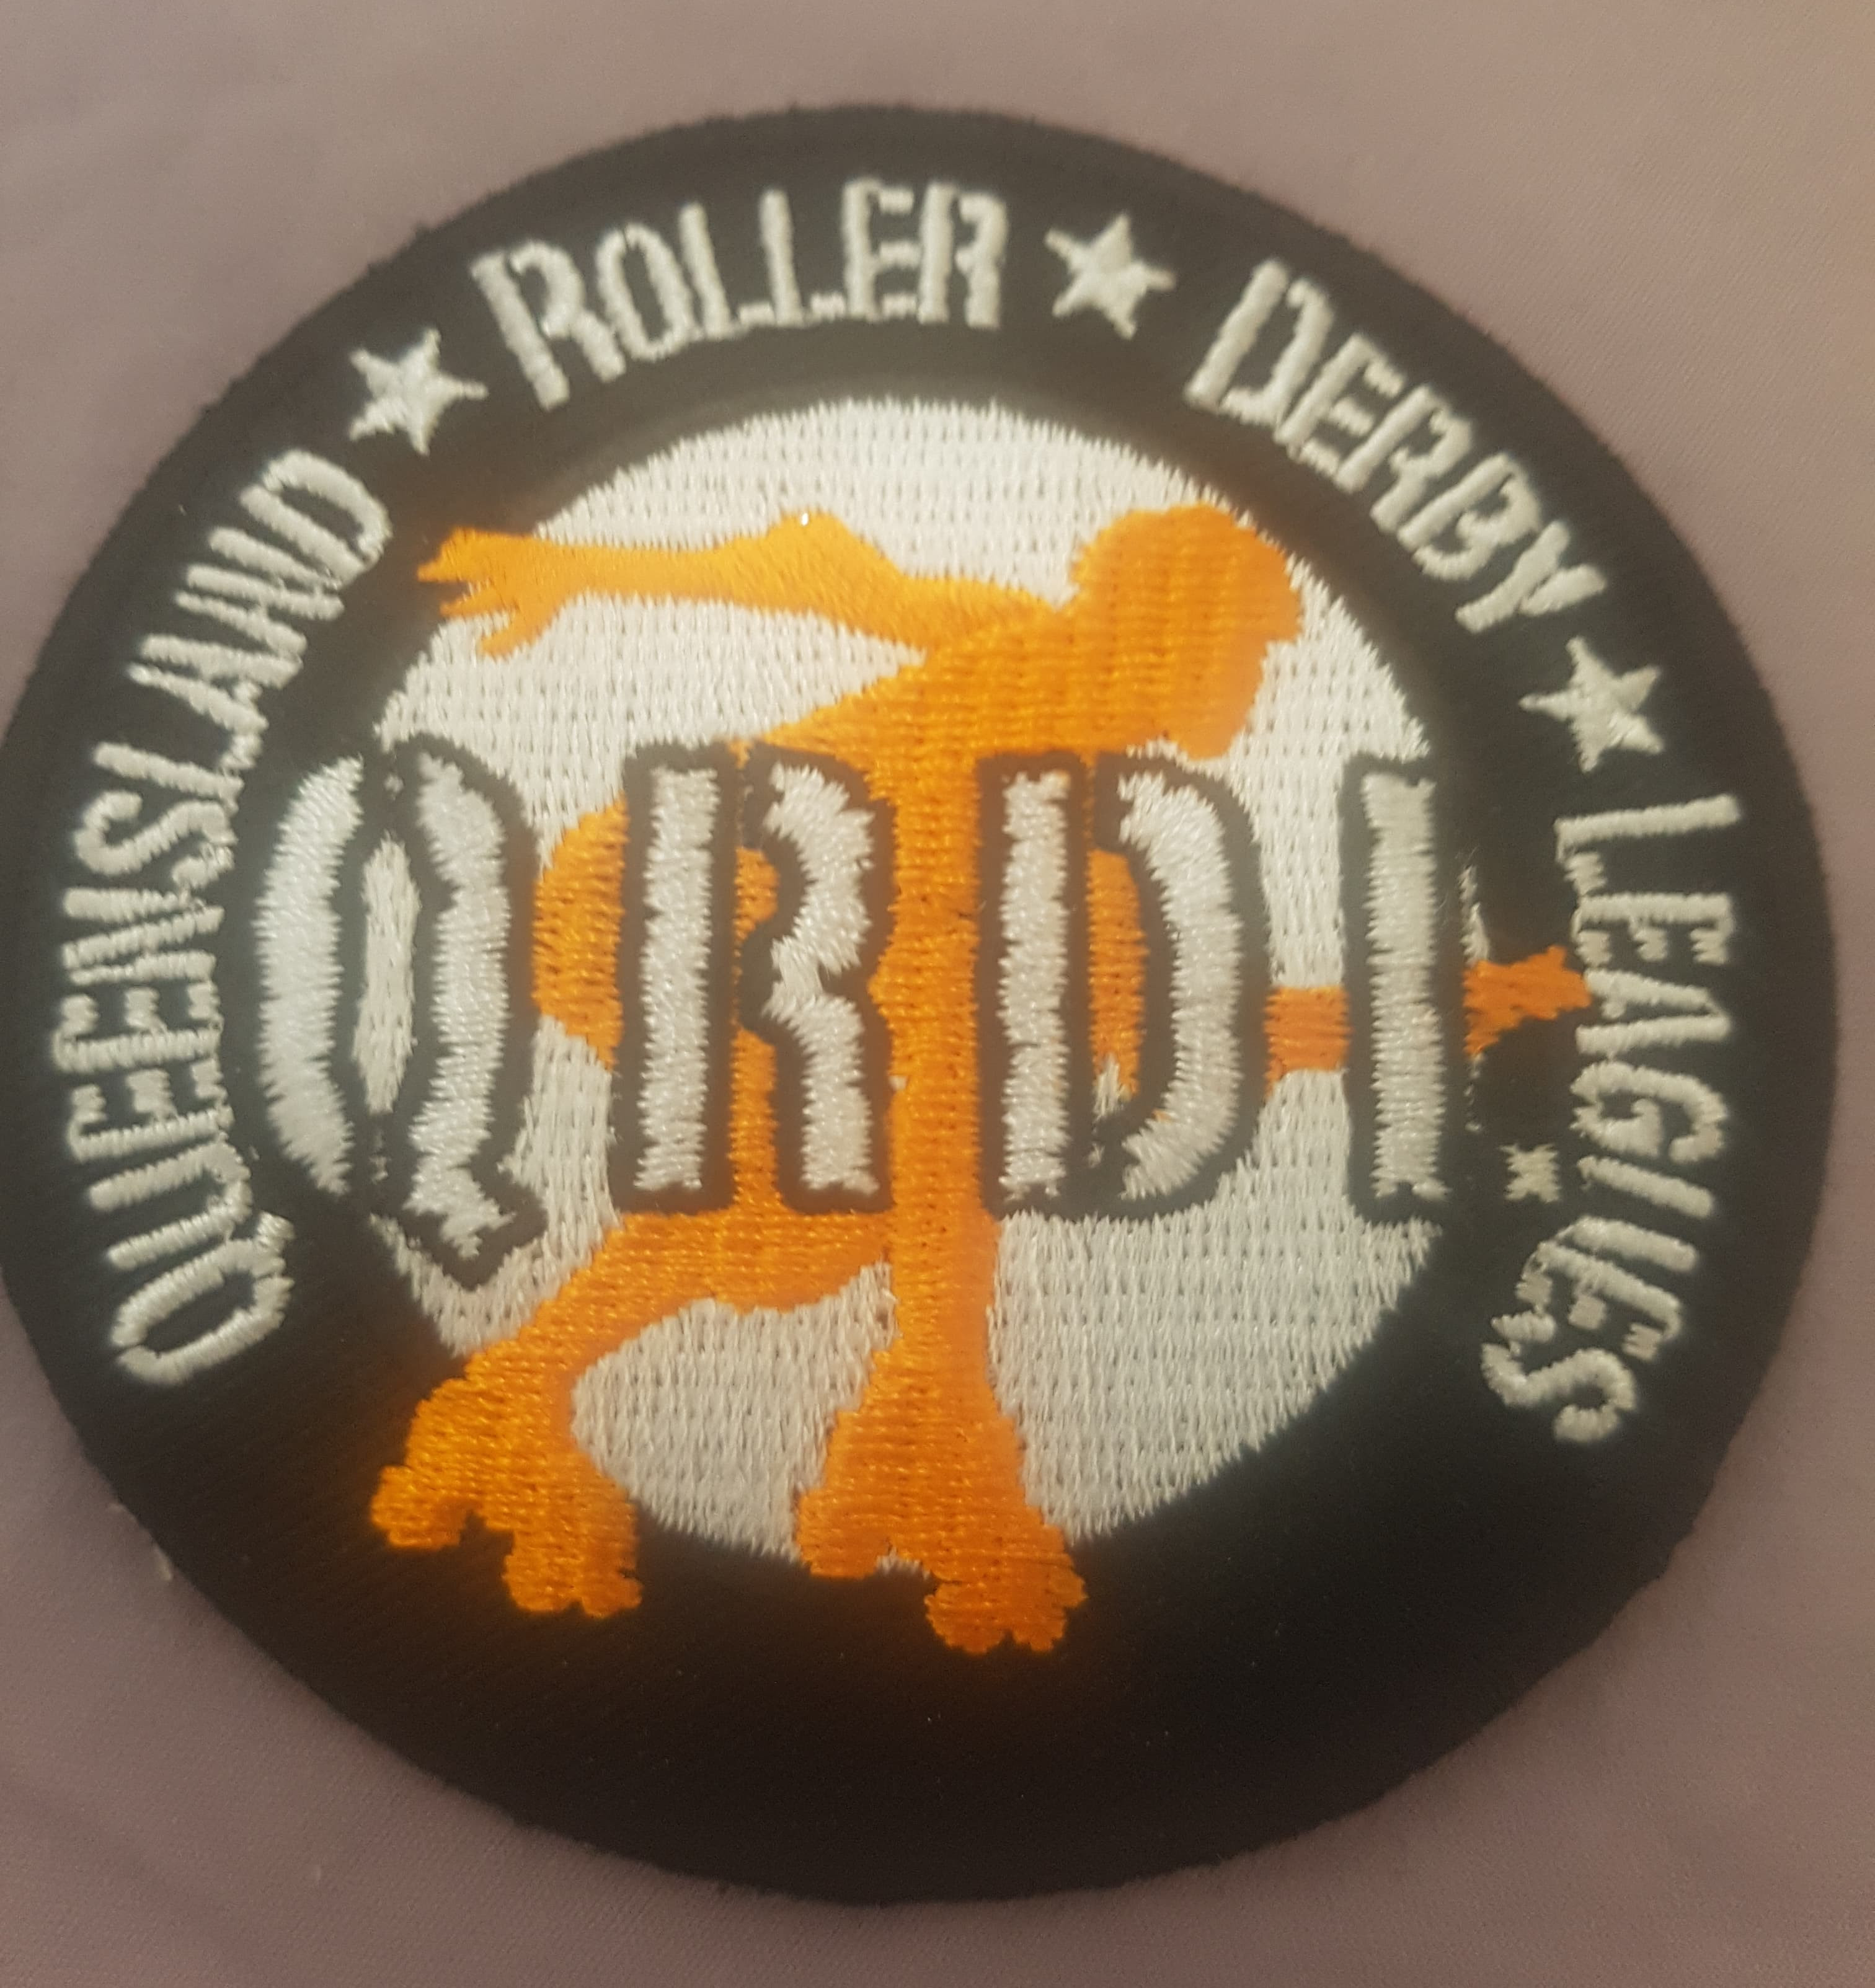 QUEENSLAND ★ ROLLER ★ DERBY ★ LEAGUES
QRDL